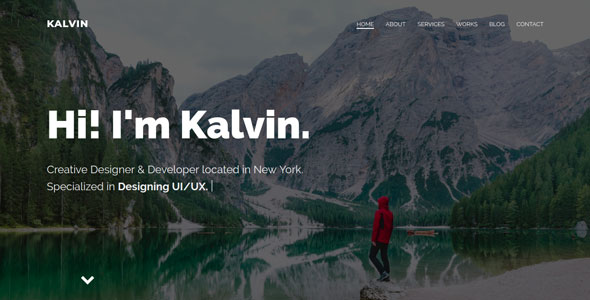 KALVIN
HOME ABOUT SERVICES WORKS BLOG CONTACT
Hi! I'm Kalvin.
Creative Designer & Developer located in New York.
Specialized in Designing UI/UX. |